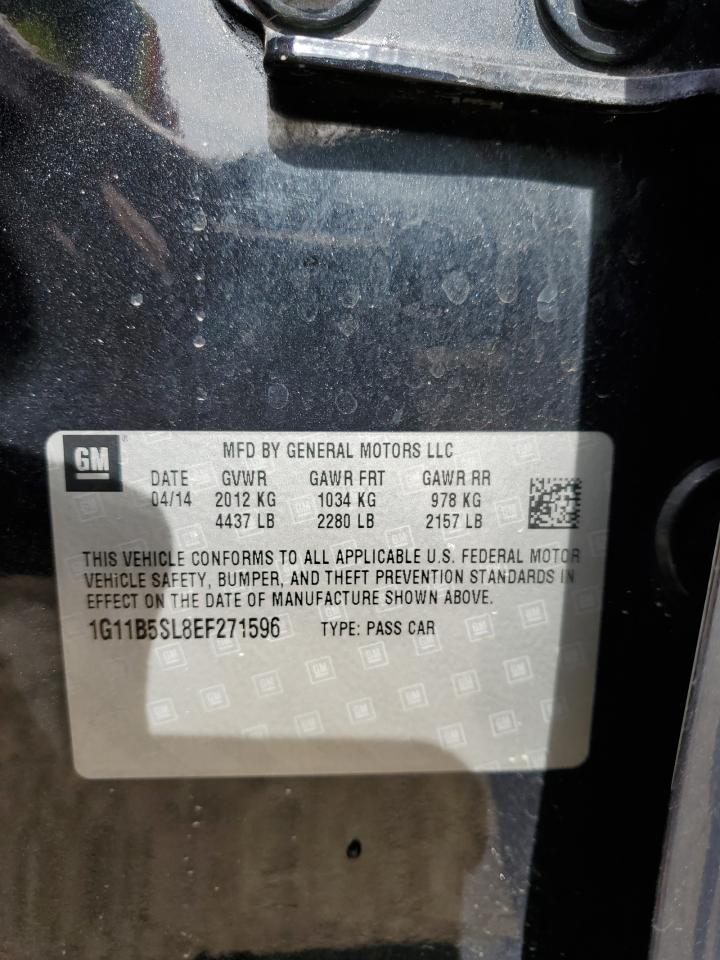 GM
MFD BY GENERAL MOTORS LLC
DATE GVWR GAWR FRT GAWR RR
04/14 2012 KG 1034 KG 978 KG
4437 LB 2280 LB 2157 LB
THIS VEHICLE CONFORMS TO ALL APPLICABLE U.S. FEDERAL MOTOR
VEHICLE SAFETY, BUMPER, AND THEFT PREVENTION STANDARDS IN
EFFECT ON THE DATE OF MANUFACTURE SHOWN ABOVE.
1G11B5SL8EF271596 TYPE: PASS CAR